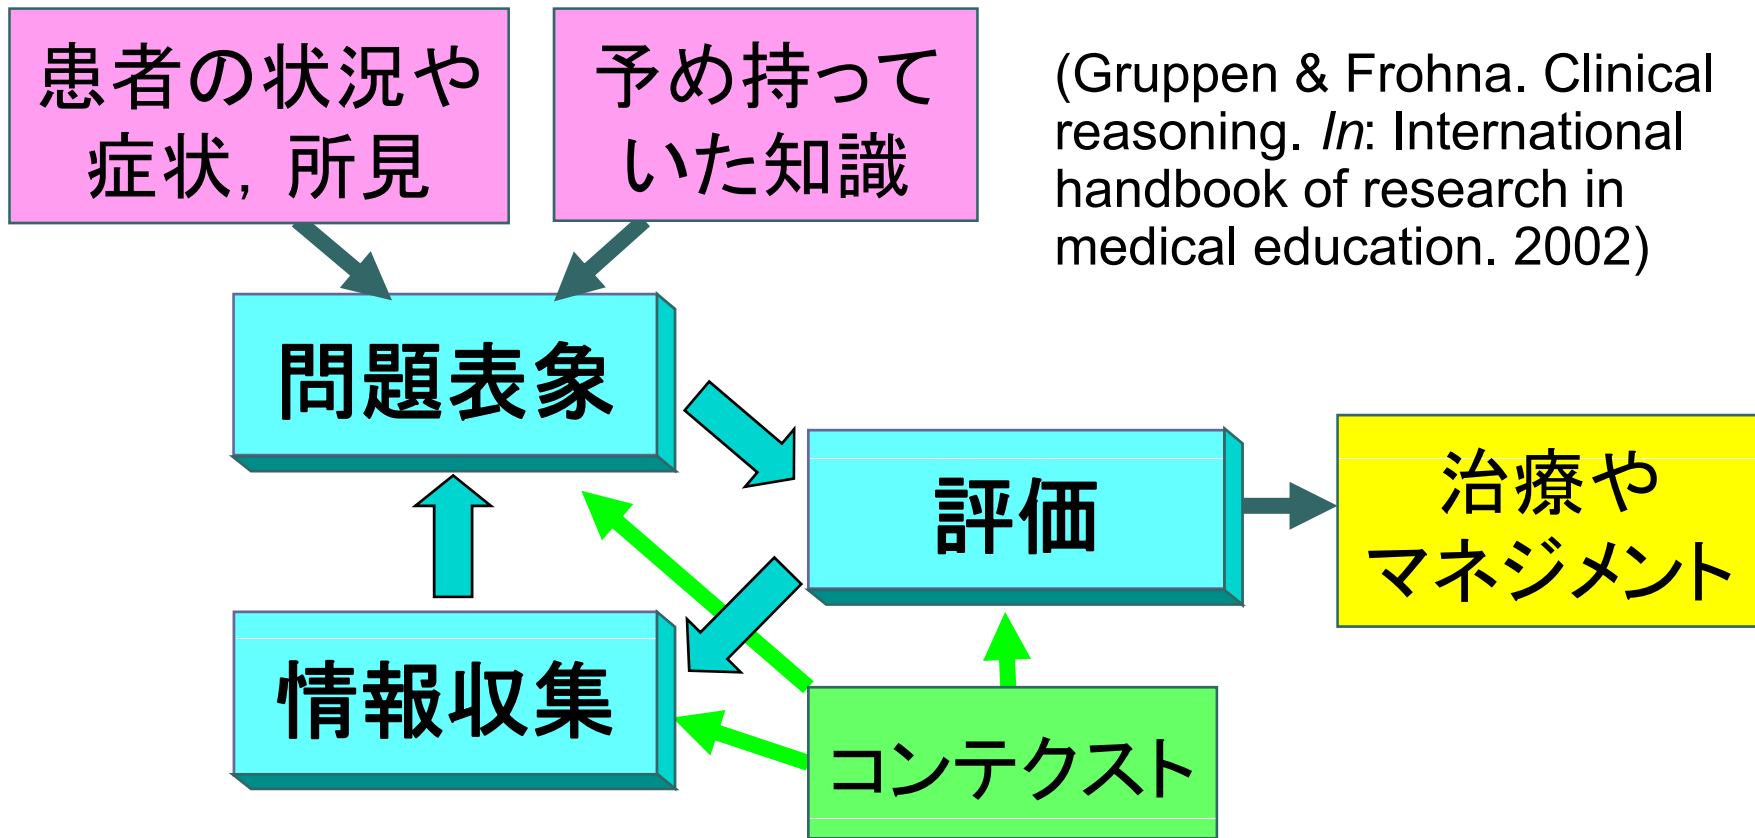 患者の状況や
症状，所見
予め持って
いた知識
(Gruppen & Frohna. Clinical
reasoning. In: International
handbook of research in
medical education. 2002)
問題表象
評価
治療や
マネジメント
情報収集
コンテクスト